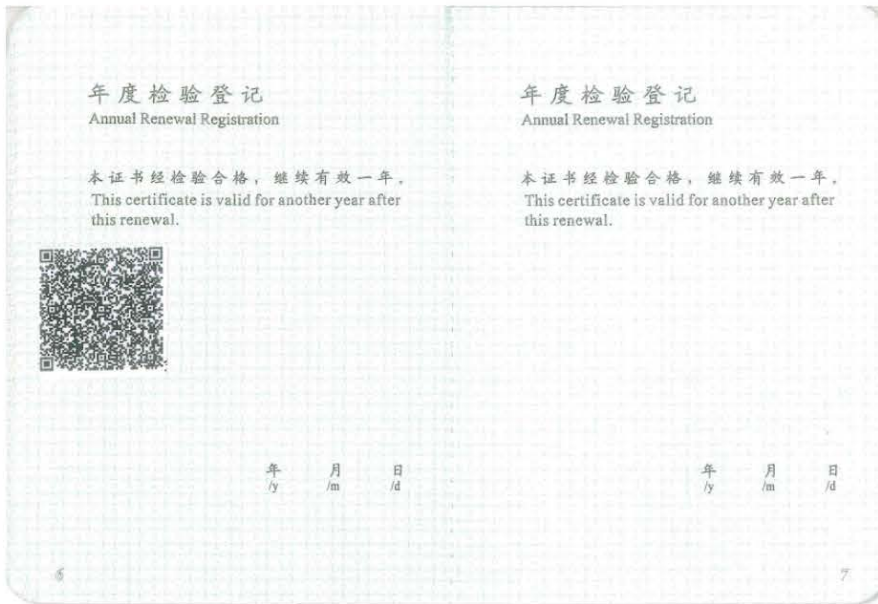 年度检验登记
Annual Renewal Registration
本证书经检验合格，继续有效一年。
This certificate is valid for another year after
this renewal.
年 月 日
/y /m /d
6
年度检验登记
Annual Renewal Registration
本证书经检验合格，继续有效一年。
This certificate is valid for another year after
this renewal.
年 月 日
/y /m /d
7